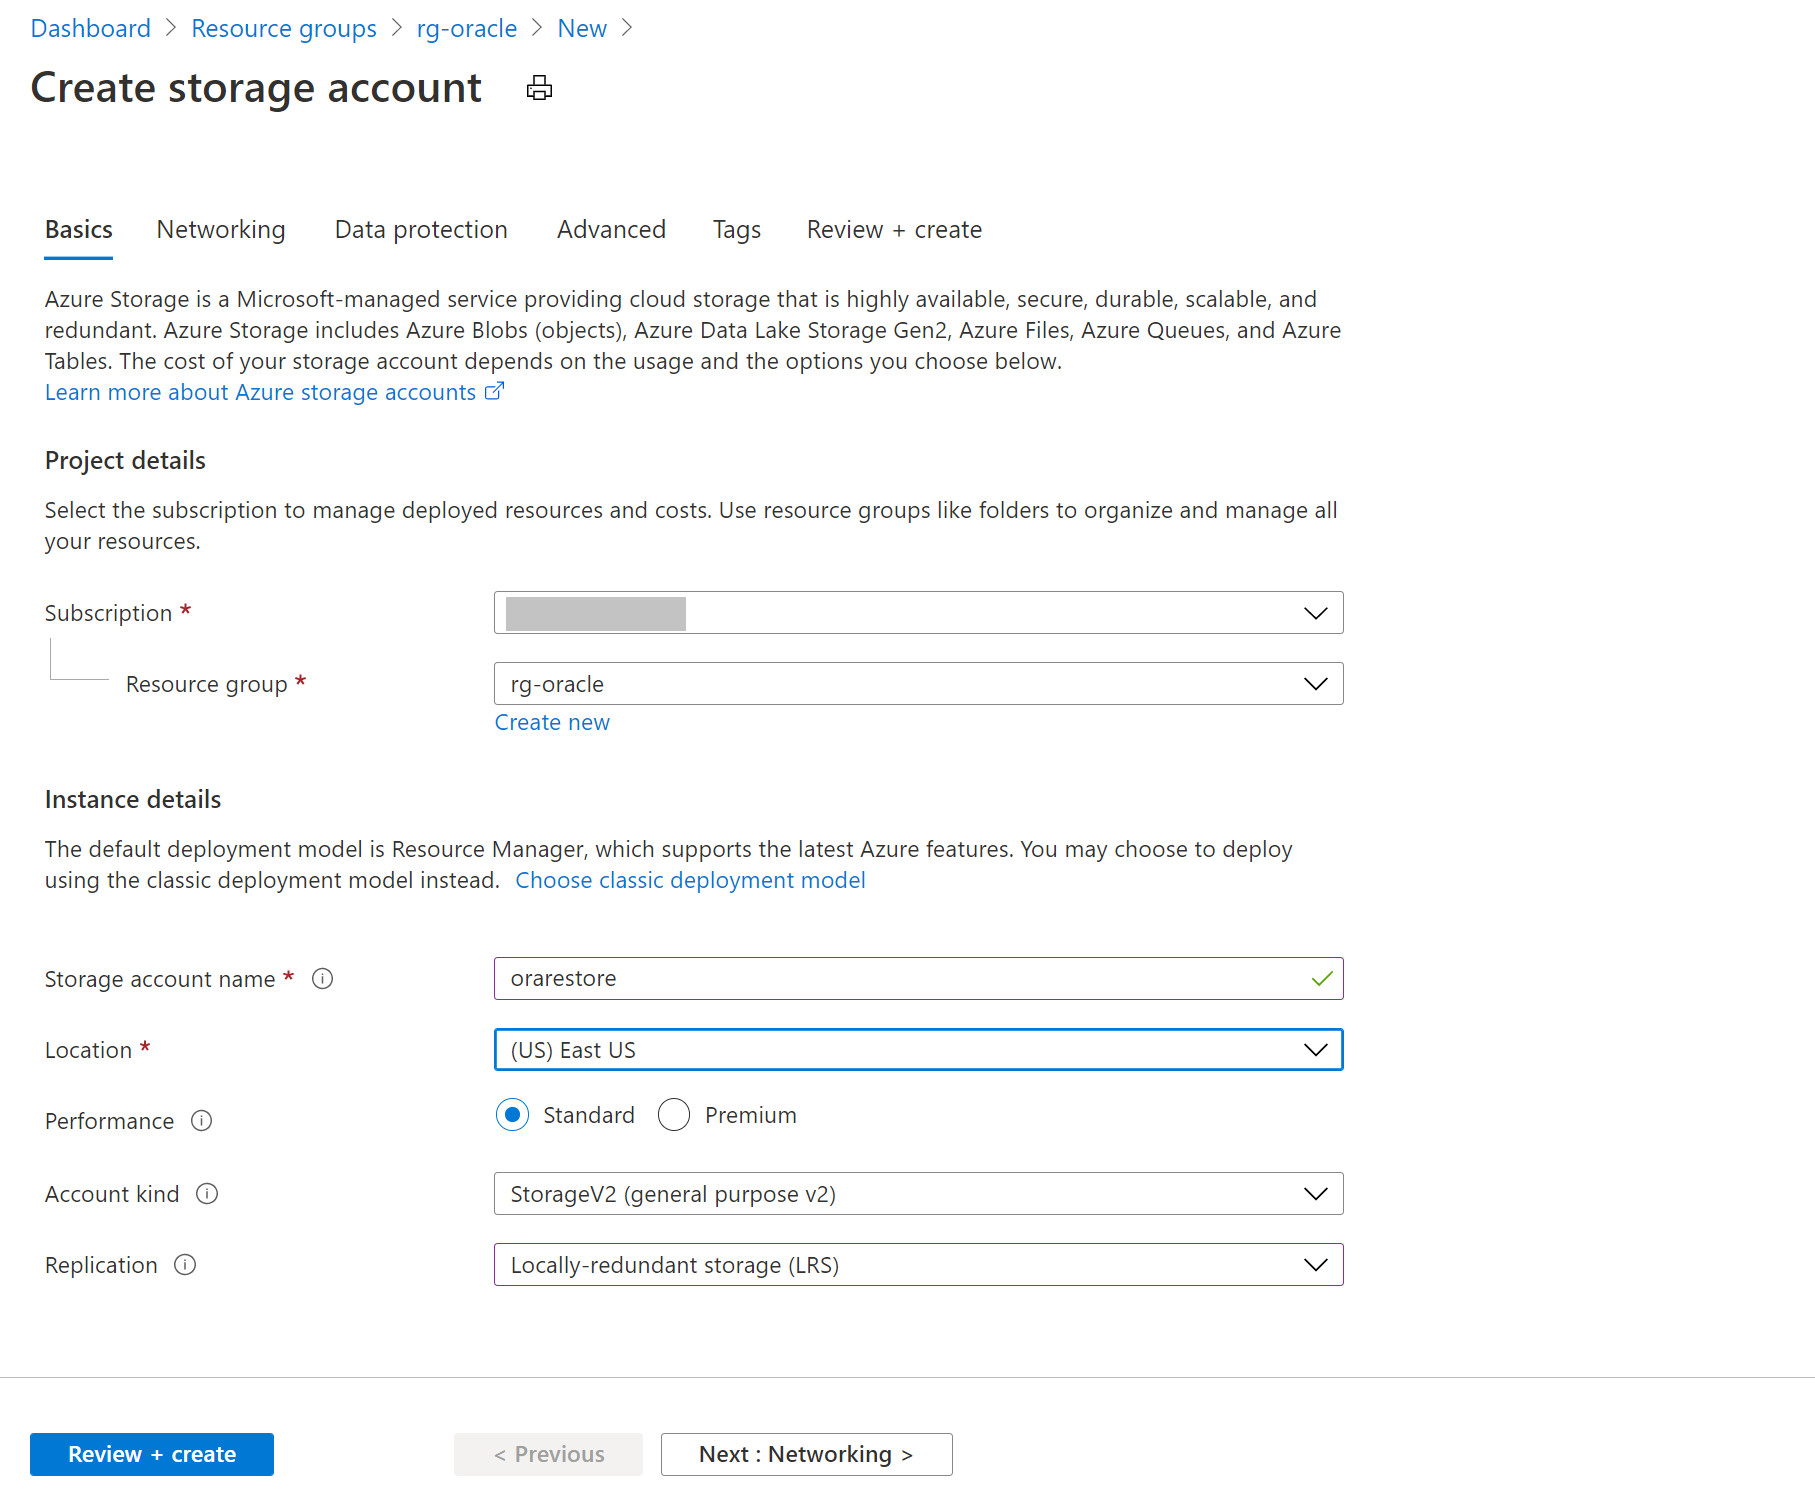 Dashboard > Resource groups > rg-oracle > New >
Create storage account
Basics Networking Data protection Advanced Tags Review + create
Azure Storage is a Microsoft-managed service providing cloud storage that is highly available, secure, durable, scalable, and
redundant. Azure Storage includes Azure Blobs (objects), Azure Data Lake Storage Gen2, Azure Files, Azure Queues, and Azure
Tables. The cost of your storage account depends on the usage and the options you choose below.
Learn more about Azure storage accounts
Project details
Select the subscription to manage deployed resources and costs. Use resource groups like folders to organize and manage all
your resources.
Subscription *
Resource group * rg-oracle
Create new
Instance details
The default deployment model is Resource Manager, which supports the latest Azure features. You may choose to deploy
using the classic deployment model instead. Choose classic deployment model
Storage account name * orarestore
Location * (US) East US
Performance Standard Premium
Account kind StorageV2 (general purpose v2)
Replication Locally-redundant storage (LRS)
Review + create < Previous Next : Networking >